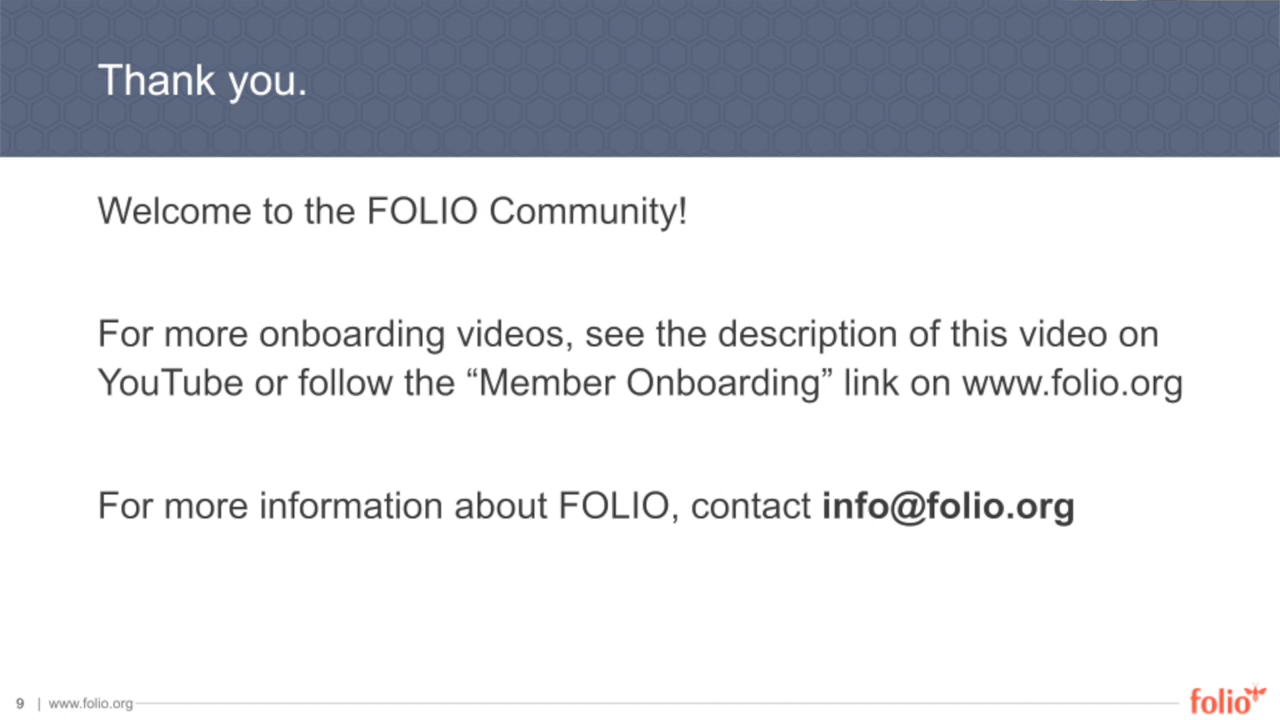 Thank you.
Welcome to the FOLIO Community!
For more onboarding videos, see the description of this video on
YouTube or follow the “Member Onboarding” link on www.folio.org
For more information about FOLIO, contact info@folio.org
9 | www.folio.org
folio